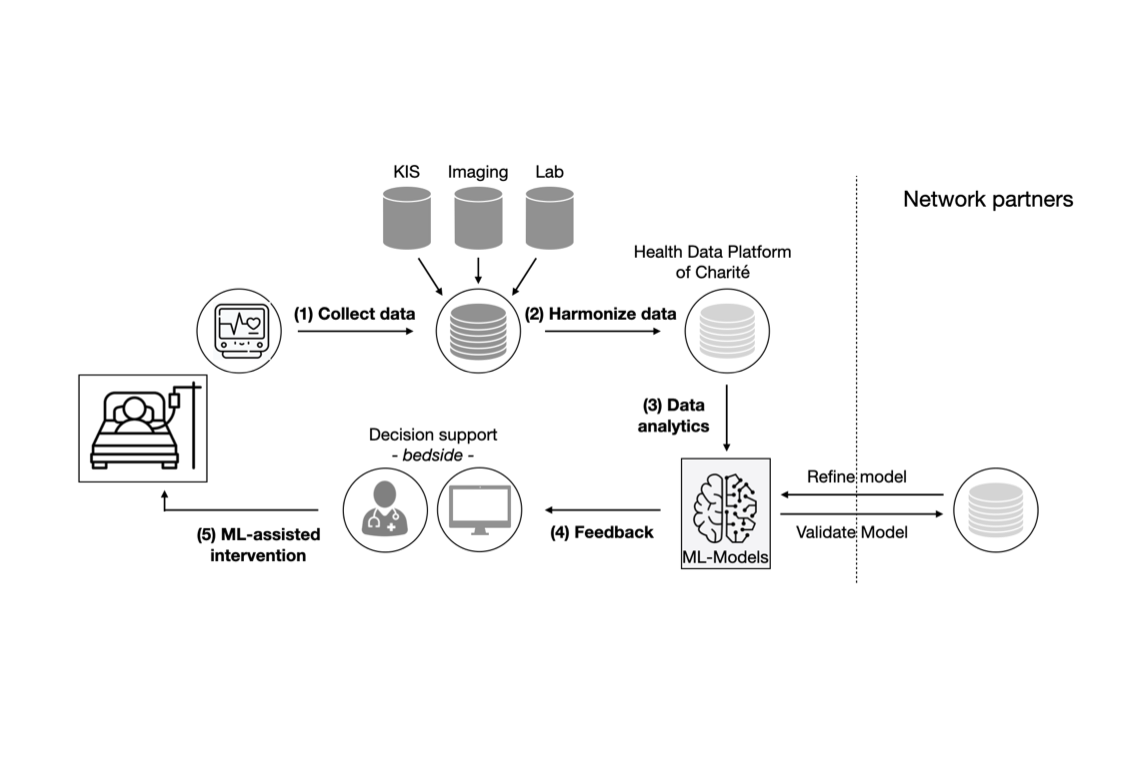 KIS
Imaging
Lab
Network partners
Health Data Platform
of Charité
(1) Collect data
(2) Harmonize data
(3) Data
analytics
Decision support
- bedside -
Refine model
Validate Model
(4) Feedback
ML-Models
(5) ML-assisted
intervention